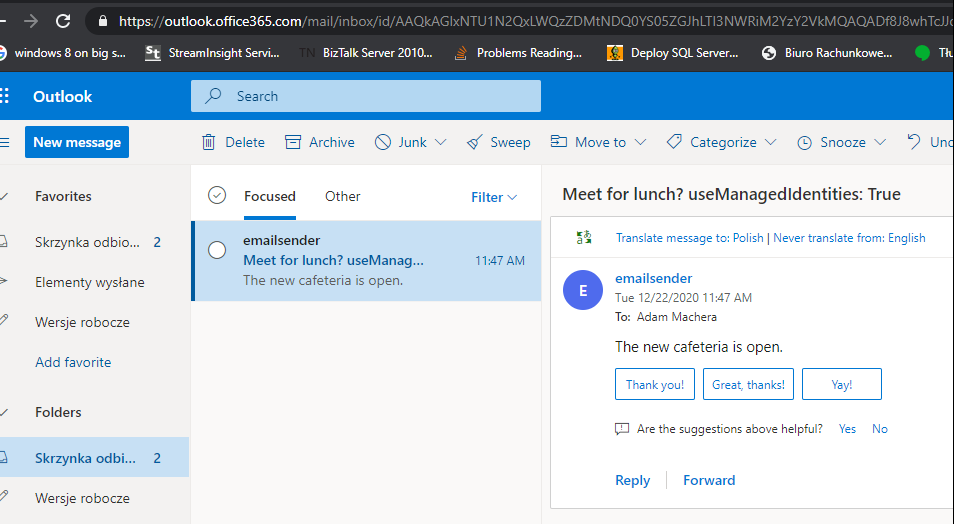 https://outlook.office365.com/mail/inbox/id/AAQkAGIxNTU1N2QxLWQzZDMtNDQ0YS05ZGJhLTI3NWRiM2YzY2VkMQAQADf8J8whTcJJc
windows 8 on big s... StreamInsight Servi... TN BizTalk Server 2010... Problems Reading... Deploy SQL Server... Biuro Rachunkowe... Tłu
Outlook Search
New message Delete Archive Junk Sweep Move to Categorize Snooze Und
Favorites
Skrzynka odbio... 2
Elementy wysłane
Wersje robocze
Add favorite
Folders
Skrzynka odbi... 2
Wersje robocze
Focused Other Filter
emailsender
Meet for lunch? useManag... 11:47 AM
The new cafeteria is open.
Meet for lunch? useManagedIdentities: True
Translate message to: Polish | Never translate from: English
E
emailsender
Tue 12/22/2020 11:47 AM
To: Adam Machera
The new cafeteria is open.
Thank you! Great, thanks! Yay!
Are the suggestions above helpful? Yes No
Reply Forward